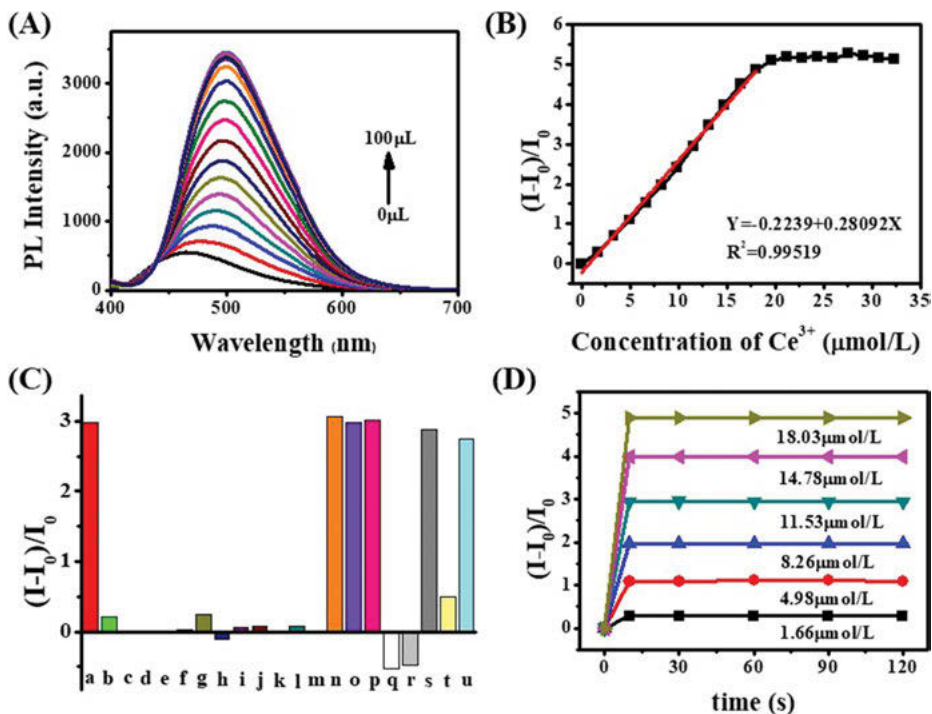 (A)
PL Intensity (a.u.)
3000
2000
1000
0
400
500
600
700
Wavelength (nm)
100μL
0μL
(B)
(I-I0)/I0
6
5
4
3
2
1
0
0 5 10 15 20 25 30 35
Concentration of Ce3+ (μmol/L)
Y=-0.2239+0.28092X
R2=0.99519
(C)
(I-I0)/I0
3
2
1
0
a b c d e f g h i j k l m n o p q r s t u
(D)
(I-I0)/I0
5
4
3
2
1
0
18.03μmol/L
14.78μmol/L
11.53μmol/L
8.26μmol/L
4.98μmol/L
1.66μmol/L
0 30 60 90 120
time (s)